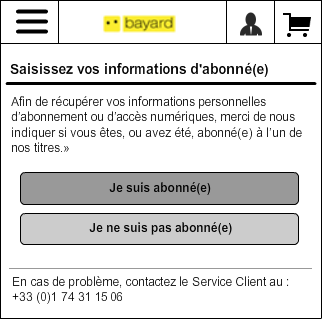 bayard
Saisissez vos informations d'abonné(e)
Afin de récupérer vos informations personnelles
d'abonnement ou d'accès numériques, merci de nous
indiquer si vous êtes, ou avez été, abonné(e) à l'un de
nos titres.»
Je suis abonné(e)
Je ne suis pas abonné(e)
En cas de problème, contactez le Service Client au :
+33 (0)1 74 31 15 06